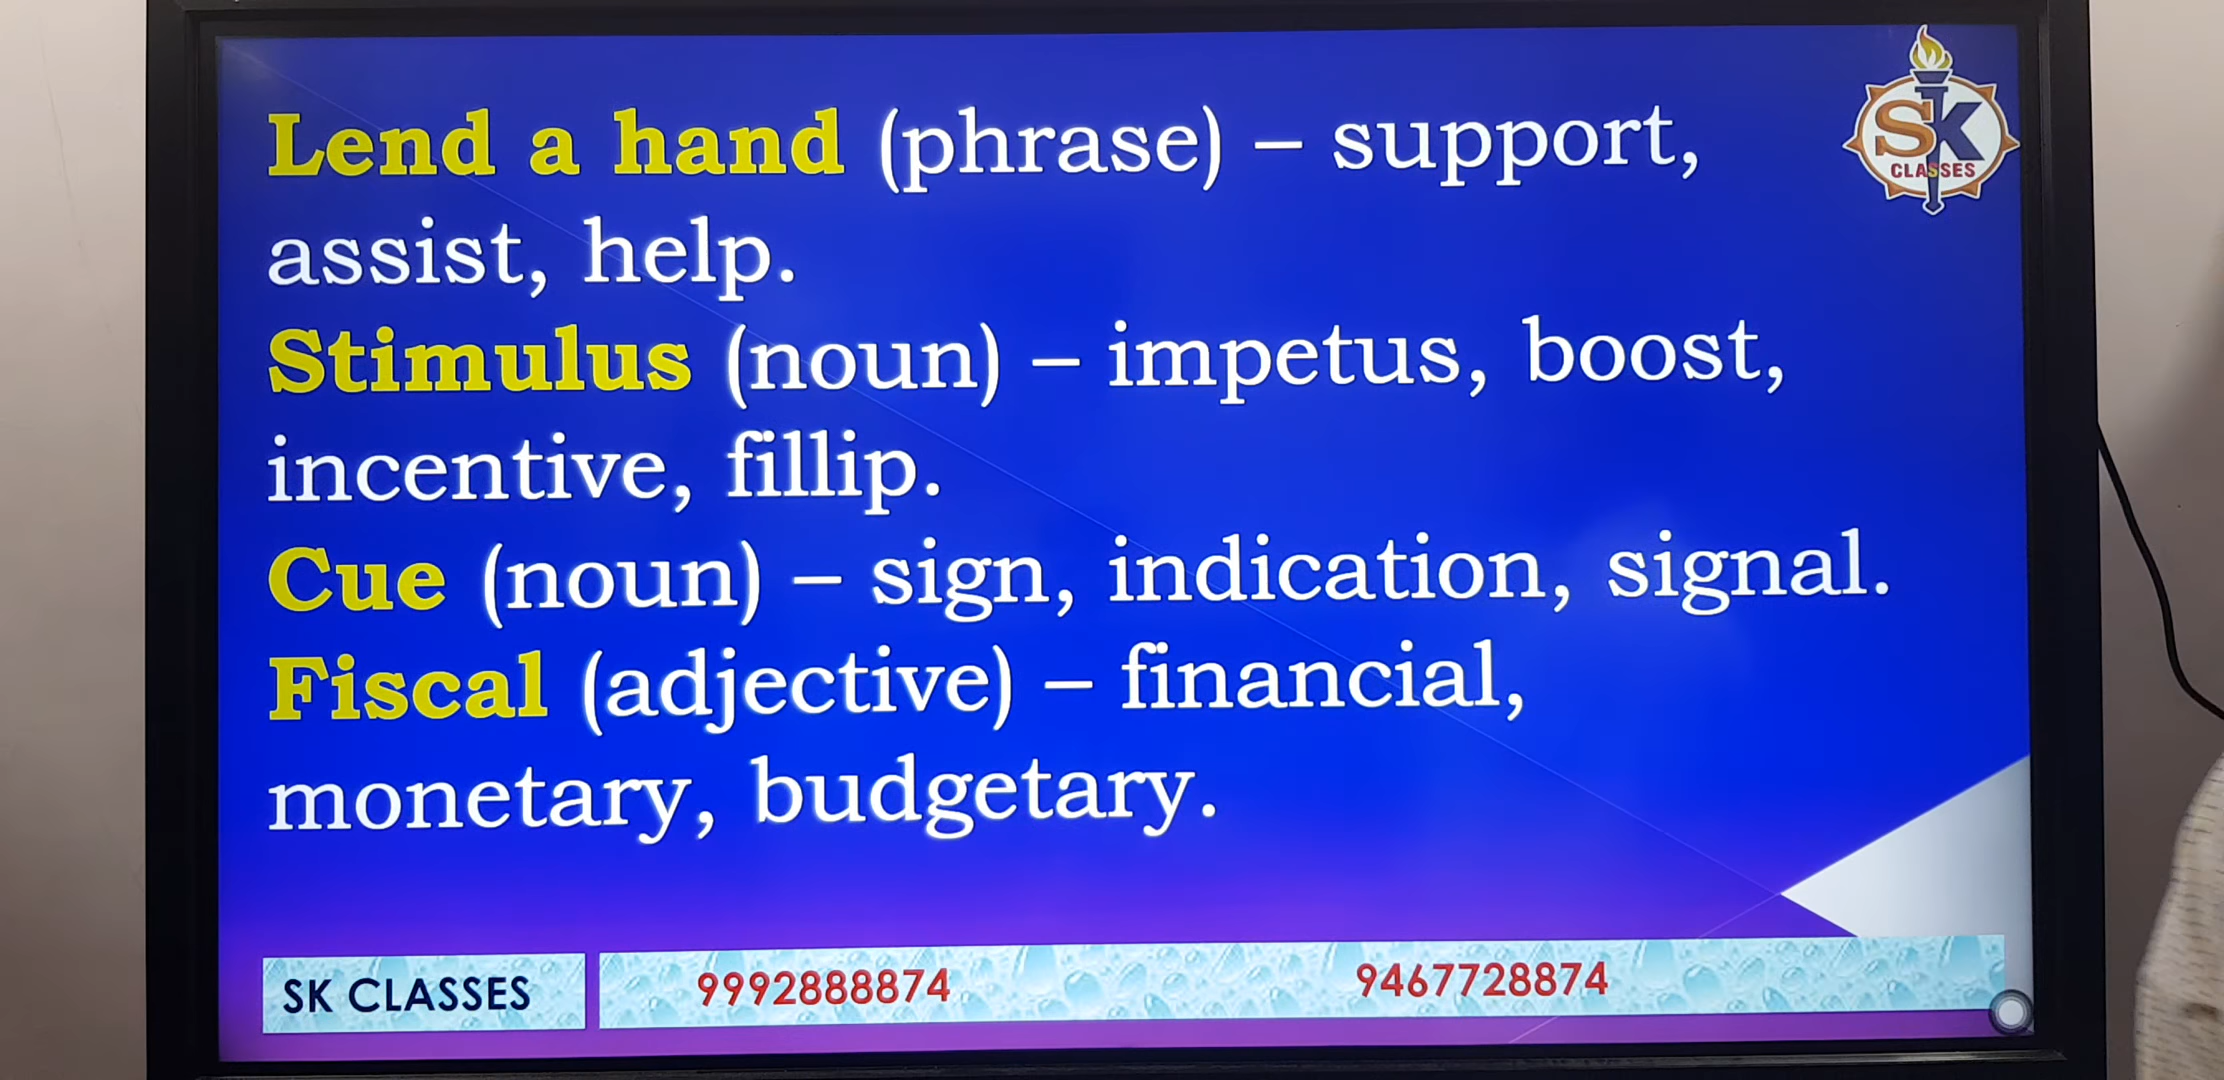 Lend a hand (phrase) – support,
assist, help.
Stimulus (noun) – impetus, boost,
incentive, fillip.
Cue (noun) – sign, indication, signal.
Fiscal (adjective) – financial,
monetary, budgetary.
SK
CLASSES
SK CLASSES
9992888874
9467728874